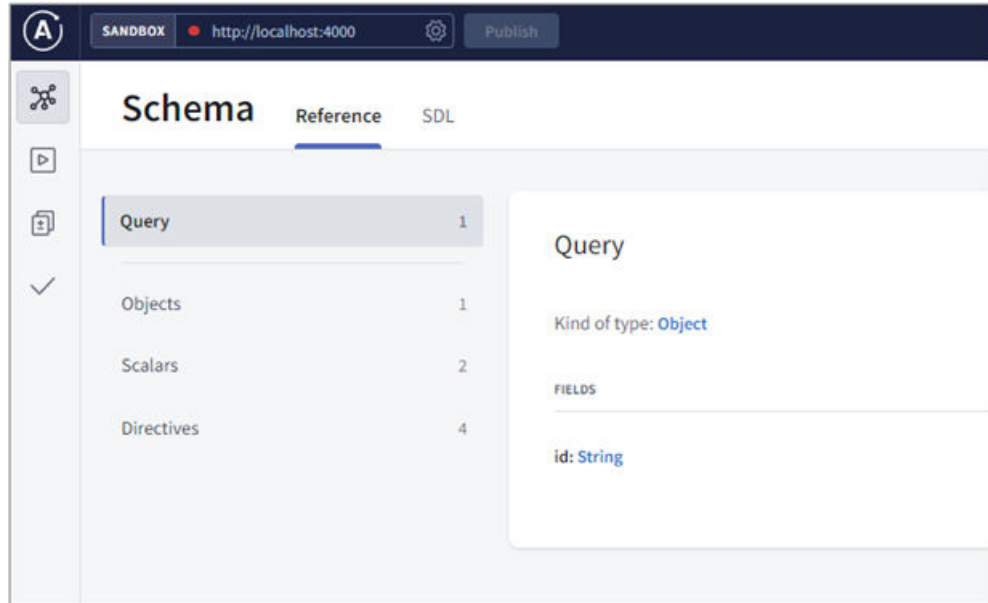 SANDBOX http://localhost:4000 Publish
Schema Reference SDL
Query 1
Objects 1
Scalars 2
Directives 4
Query
Kind of type: Object
FIELDS
id: String